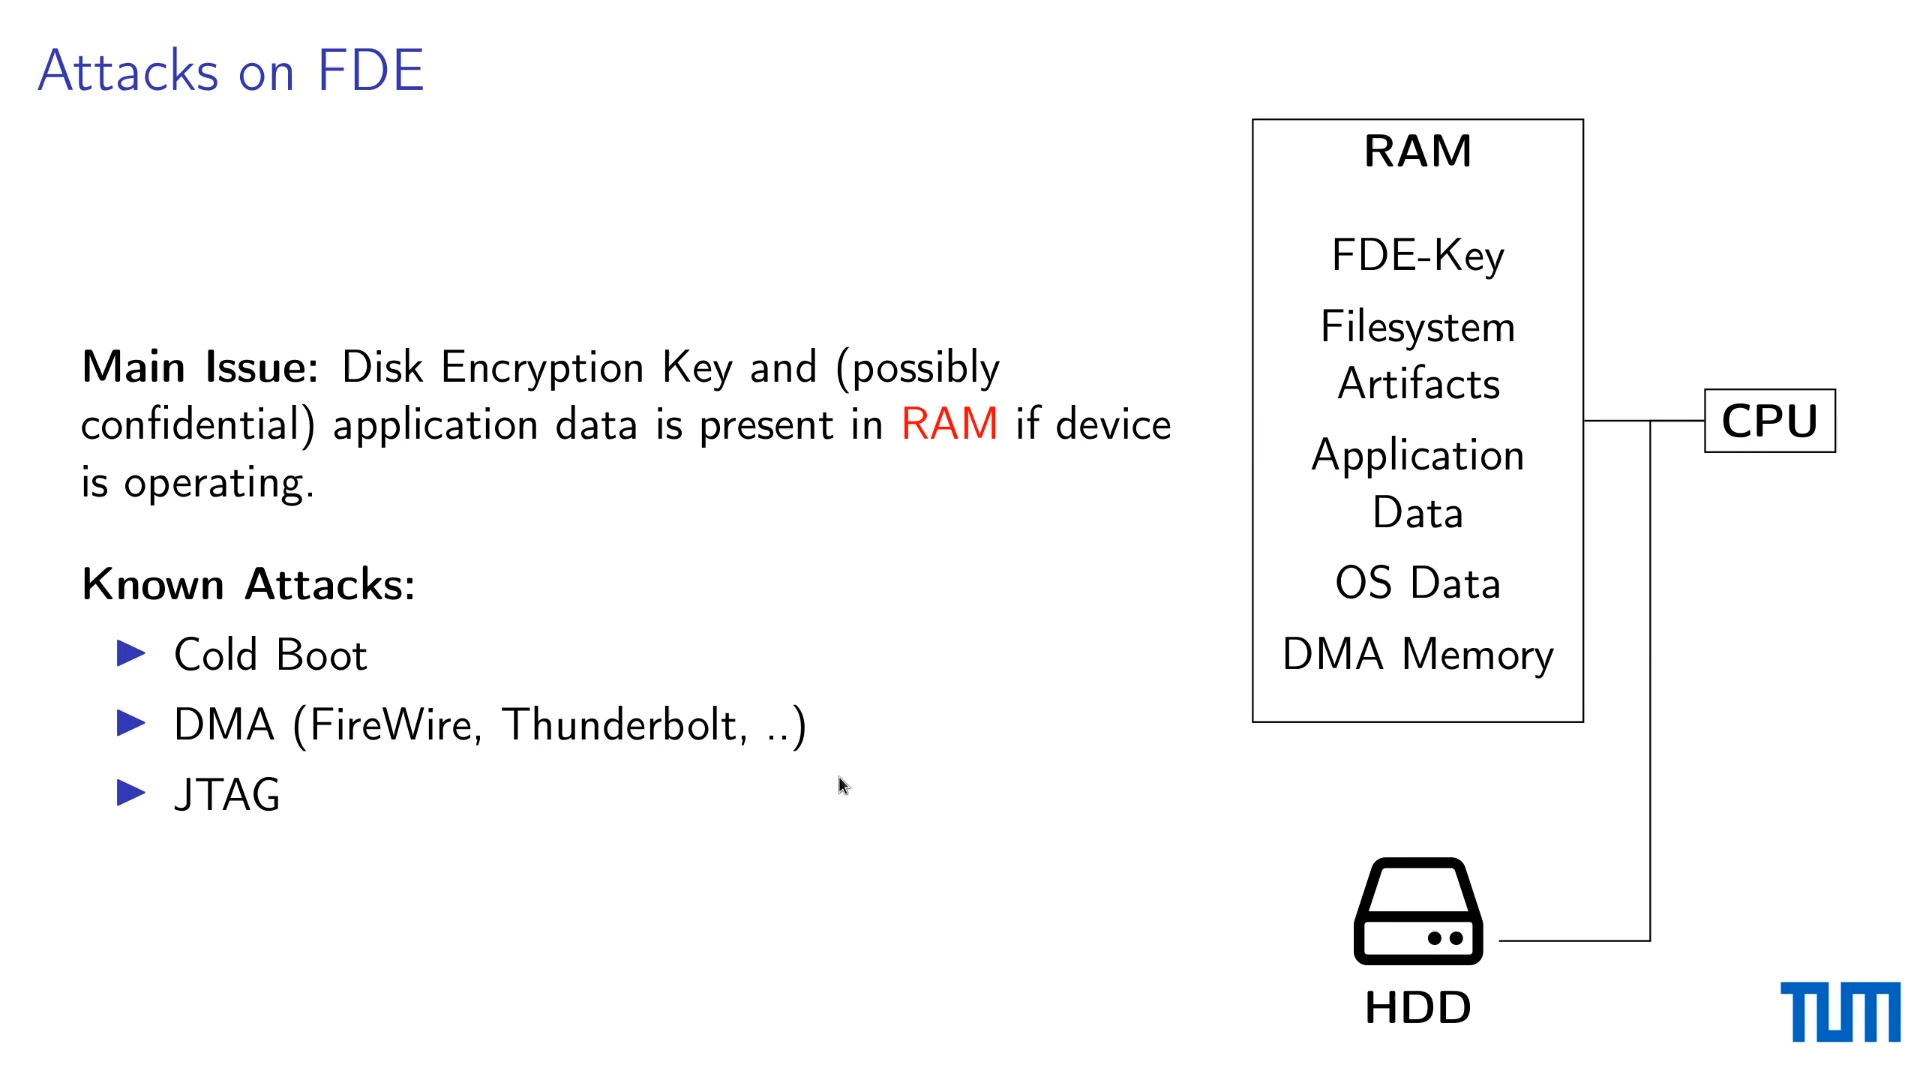 Attacks on FDE
Main Issue: Disk Encryption Key and (possibly
confidential) application data is present in RAM if device
is operating.
Known Attacks:
Cold Boot
DMA (FireWire, Thunderbolt, ..)
JTAG
RAM
FDE-Key
Filesystem
Artifacts
Application
Data
OS Data
DMA Memory
CPU
HDD
TUM